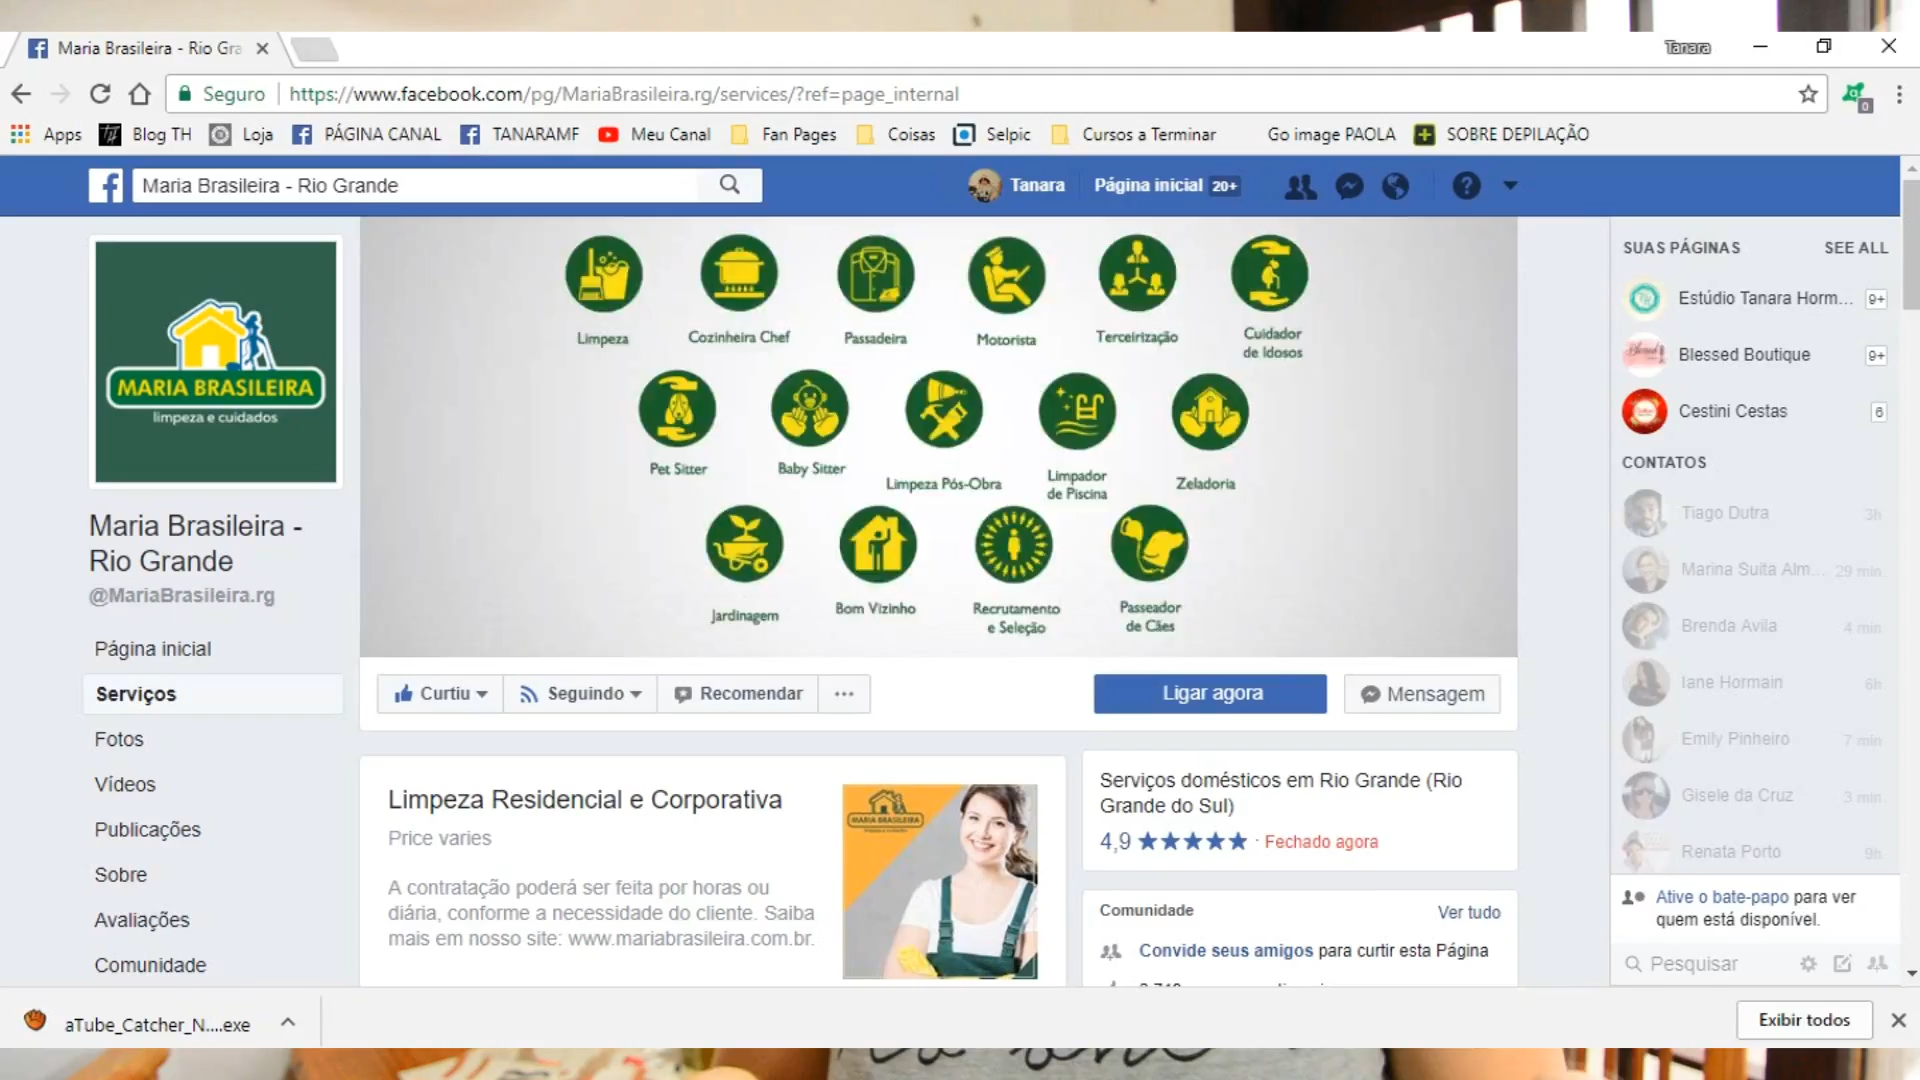 Maria Brasileira - Rio Gra
Tanara
Seguro
https://www.facebook.com/pg/MariaBrasileira.rg/services/?ref=page_internal
0
Apps
Blog TH
Loja
PÁGINA CANAL
TANARAMF
Meu Canal
Fan Pages
Coisas
Selpic
Cursos a Terminar
Go image PAOLA
SOBRE DEPILAÇÃO
Maria Brasileira - Rio Grande
Tanara
Página inicial 20+
MARIA BRASILEIRA
limpeza e cuidados
Maria Brasileira -
Rio Grande
@MariaBrasileira.rg
Página inicial
Serviços
Fotos
Vídeos
Publicações
Sobre
Avaliações
Comunidade
Limpeza
Cozinheira Chef
Passadeira
Motorista
Terceirização
Cuidador
de Idosos
Pet Sitter
Baby Sitter
Limpeza Pós-Obra
Limpador
de Piscina
Zeladoria
Jardinagem
Bom Vizinho
Recrutamento
e Seleção
Passeador
de Cães
Curtiu
Seguindo
Recomendar
Ligar agora
Mensagem
Limpeza Residencial e Corporativa
Price varies
A contratação poderá ser feita por horas ou
diária, conforme a necessidade do cliente. Saiba
mais em nosso site: www.mariabrasileira.com.br.
MARIA BRASILEIRA
Serviços domésticos em Rio Grande (Rio
Grande do Sul)
4,9 ★★★★★ · Fechado agora
Comunidade
Ver tudo
Convide seus amigos para curtir esta Página
SUAS PÁGINAS
SEE ALL
Estúdio Tanara Horm... 9+
Blessed Boutique 9+
Cestini Cestas 6
CONTATOS
Tiago Dutra 3h
Marina Suita Alm... 29 min
Brenda Avila 4 min
Iane Hormain 6h
Emily Pinheiro 7 min
Gisele da Cruz 3 min
Renata Porto 9h
Ative o bate-papo para ver
quem está disponível.
Pesquisar
aTube_Catcher_N....exe
Exibir todos